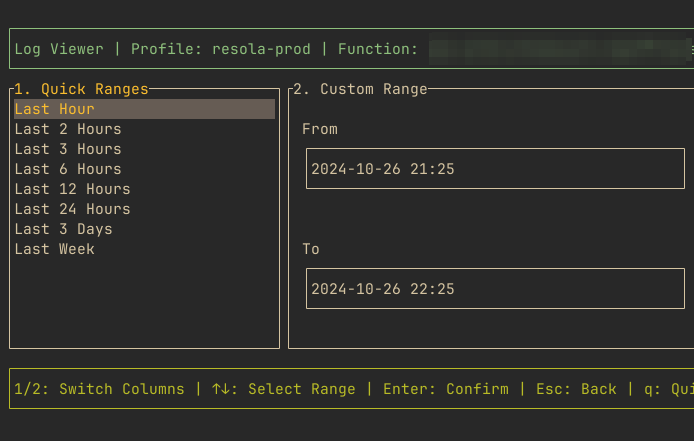 Log Viewer | Profile: resola-prod | Function:
1. Quick Ranges
Last Hour
Last 2 Hours
Last 3 Hours
Last 6 Hours
Last 12 Hours
Last 24 Hours
Last 3 Days
Last Week
2. Custom Range
From
2024-10-26 21:25
To
2024-10-26 22:25
1/2: Switch Columns | ↑↓: Select Range | Enter: Confirm | Esc: Back | q: Qui